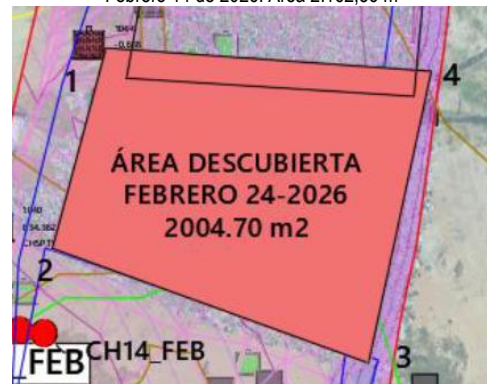 1
4
ÁREA DESCUBIERTA
FEBRERO 24-2026
2004.70 m2
2
FEB
CH14_FEB
3